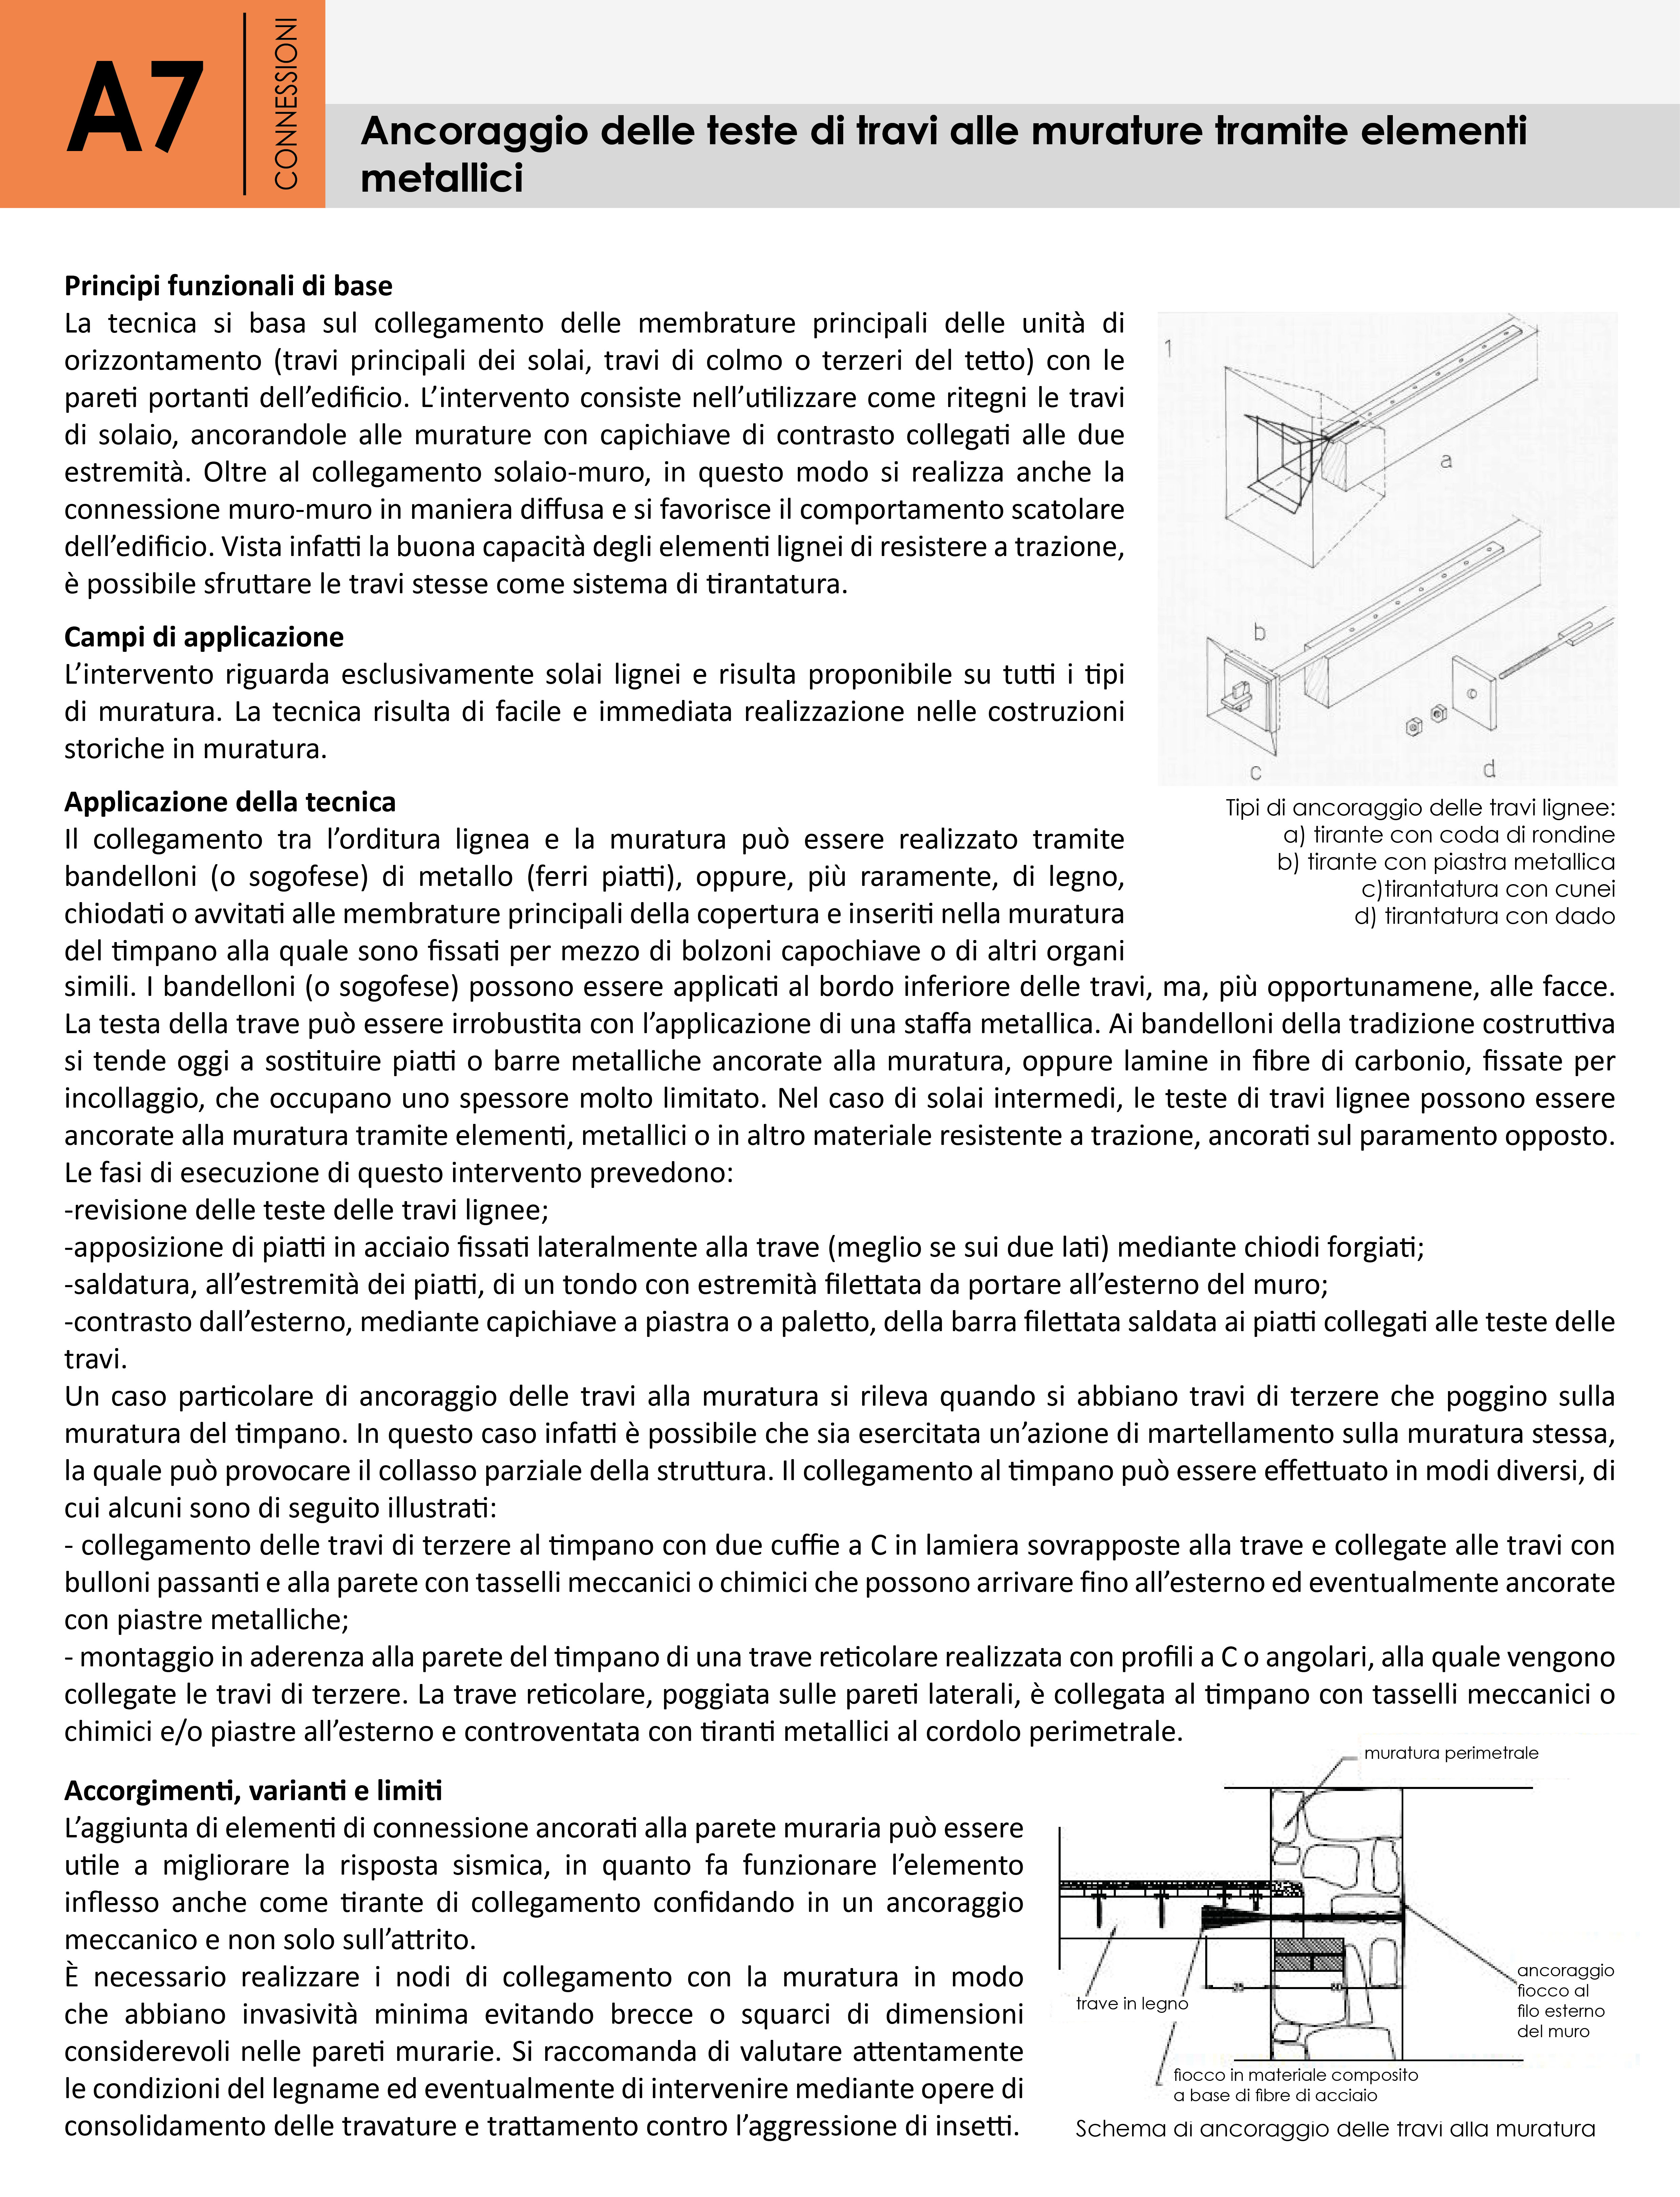 A7
CONNESSIONI
Ancoraggio delle teste di travi alle murature tramite elementi
metallici
Principi funzionali di base
La tecnica si basa sul collegamento delle membrature principali delle unità di
orizzontamento (travi principali dei solai, travi di colmo o terzeri del tetto) con le
pareti portanti dell’edificio. L’intervento consiste nell’utilizzare come ritegni le travi
di solaio, ancorandole alle murature con capichiave di contrasto collegati alle due
estremità. Oltre al collegamento solaio-muro, in questo modo si realizza anche la
connessione muro-muro in maniera diffusa e si favorisce il comportamento scatolare
dell’edificio. Vista infatti la buona capacità degli elementi lignei di resistere a trazione,
è possibile sfruttare le travi stesse come sistema di tirantatura.
Campi di applicazione
L’intervento riguarda esclusivamente solai lignei e risulta proponibile su tutti i tipi
di muratura. La tecnica risulta di facile e immediata realizzazione nelle costruzioni
storiche in muratura.
1
a
b
c
d
Tipi di ancoraggio delle travi lignee:
a) tirante con coda di rondine
b) tirante con piastra metallica
c)tirantatura con cunei
d) tirantatura con dado
Applicazione della tecnica
Il collegamento tra l’orditura lignea e la muratura può essere realizzato tramite
bandelloni (o sogofese) di metallo (ferri piatti), oppure, più raramente, di legno,
chiodati o avvitati alle membrature principali della copertura e inseriti nella muratura
del timpano alla quale sono fissati per mezzo di bolzoni capochiave o di altri organi
simili. I bandelloni (o sogofese) possono essere applicati al bordo inferiore delle travi, ma, più opportunamene, alle facce.
La testa della trave può essere irrobustita con l’applicazione di una staffa metallica. Ai bandelloni della tradizione costruttiva
si tende oggi a sostituire piatti o barre metalliche ancorate alla muratura, oppure lamine in fibre di carbonio, fissate per
incollaggio, che occupano uno spessore molto limitato. Nel caso di solai intermedi, le teste di travi lignee possono essere
ancorate alla muratura tramite elementi, metallici o in altro materiale resistente a trazione, ancorati sul paramento opposto.
Le fasi di esecuzione di questo intervento prevedono:
-revisione delle teste delle travi lignee;
-apposizione di piatti in acciaio fissati lateralmente alla trave (meglio se sui due lati) mediante chiodi forgiati;
-saldatura, all’estremità dei piatti, di un tondo con estremità filettata da portare all’esterno del muro;
-contrasto dall’esterno, mediante capichiave a piastra o a paletto, della barra filettata saldata ai piatti collegati alle teste delle
travi.
Un caso particolare di ancoraggio delle travi alla muratura si rileva quando si abbiano travi di terzere che poggino sulla
muratura del timpano. In questo caso infatti è possibile che sia esercitata un’azione di martellamento sulla muratura stessa,
la quale può provocare il collasso parziale della struttura. Il collegamento al timpano può essere effettuato in modi diversi, di
cui alcuni sono di seguito illustrati:
- collegamento delle travi di terzere al timpano con due cuffie a C in lamiera sovrapposte alla trave e collegate alle travi con
bulloni passanti e alla parete con tasselli meccanici o chimici che possono arrivare fino all’esterno ed eventualmente ancorate
con piastre metalliche;
- montaggio in aderenza alla parete del timpano di una trave reticolare realizzata con profili a C o angolari, alla quale vengono
collegate le travi di terzere. La trave reticolare, poggiata sulle pareti laterali, è collegata al timpano con tasselli meccanici o
chimici e/o piastre all’esterno e controventata con tiranti metallici al cordolo perimetrale.
Accorgimenti, varianti e limiti
L’aggiunta di elementi di connessione ancorati alla parete muraria può essere
utile a migliorare la risposta sismica, in quanto fa funzionare l’elemento
inflesso anche come tirante di collegamento confidando in un ancoraggio
meccanico e non solo sull’attrito.
È necessario realizzare i nodi di collegamento con la muratura in modo
che abbiano invasività minima evitando brecce o squarci di dimensioni
considerevoli nelle pareti murarie. Si raccomanda di valutare attentamente
le condizioni del legname ed eventualmente di intervenire mediante opere di
consolidamento delle travature e trattamento contro l’aggressione di insetti.
muratura perimetrale
trave in legno
ancoraggio
fiocco al
filo esterno
del muro
fiocco in materiale composito
a base di fibre di acciaio
Schema di ancoraggio delle travi alla muratura